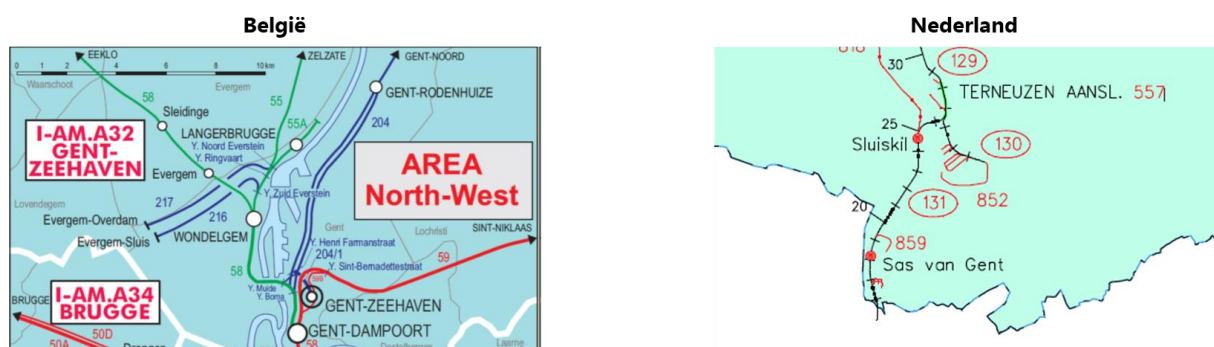 België
Nederland
EEKLO
ZELZATE
GENT-NOORD
0 2 4 6 8 10 km
Waarschoot
Evergem
58
55
GENT-RODENHUIZE
Sleidinge
55A
204
I-AM.A32
GENT-
ZEEHAVEN
LANGERBRUGGE
Y. Noord Everstein
Y. Ringvaart
AREA
North-West
Evergem
Y. Zuid Everstein
Lovendegem
217
216
Evergem-Overdam
Evergem-Sluis
WONDELGEM
Gent
Lochristi
SINT-NIKLAAS
Y. Henri Farmanstraat
204/1
Y. Sint-Bernadettestraat
59
58
I-AM.A34
BRUGGE
BRUGGE
Y. Muide
Y. Boma
GENT-ZEEHAVEN
GENT-DAMPOORT
50D
50A
58
Laarne
30
129
TERNEUZEN AANSL. 557
25
Sluiskil
130
131
852
20
859
Sas van Gent